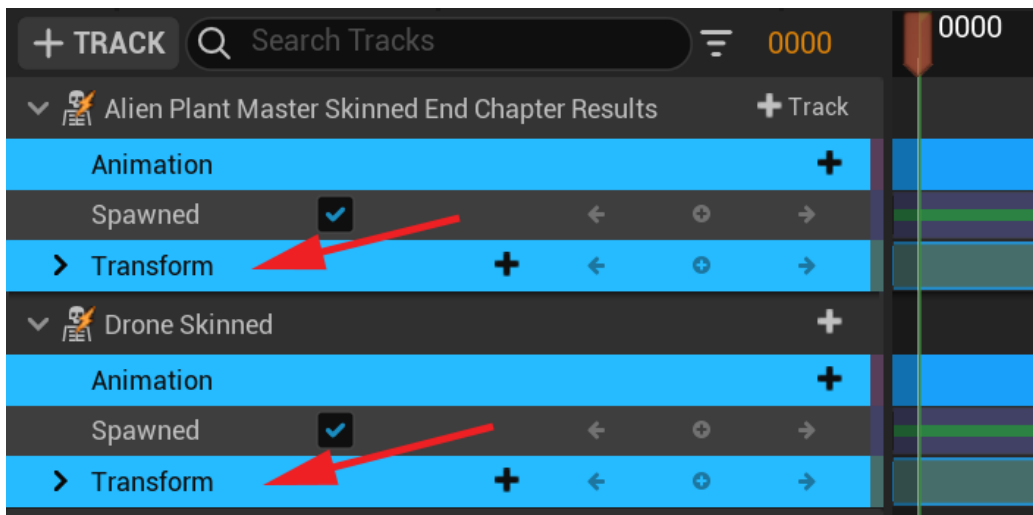 + TRACK Search Tracks 0000 0000
Alien Plant Master Skinned End Chapter Results + Track
Animation
Spawned
Transform
Drone Skinned
Animation
Spawned
Transform